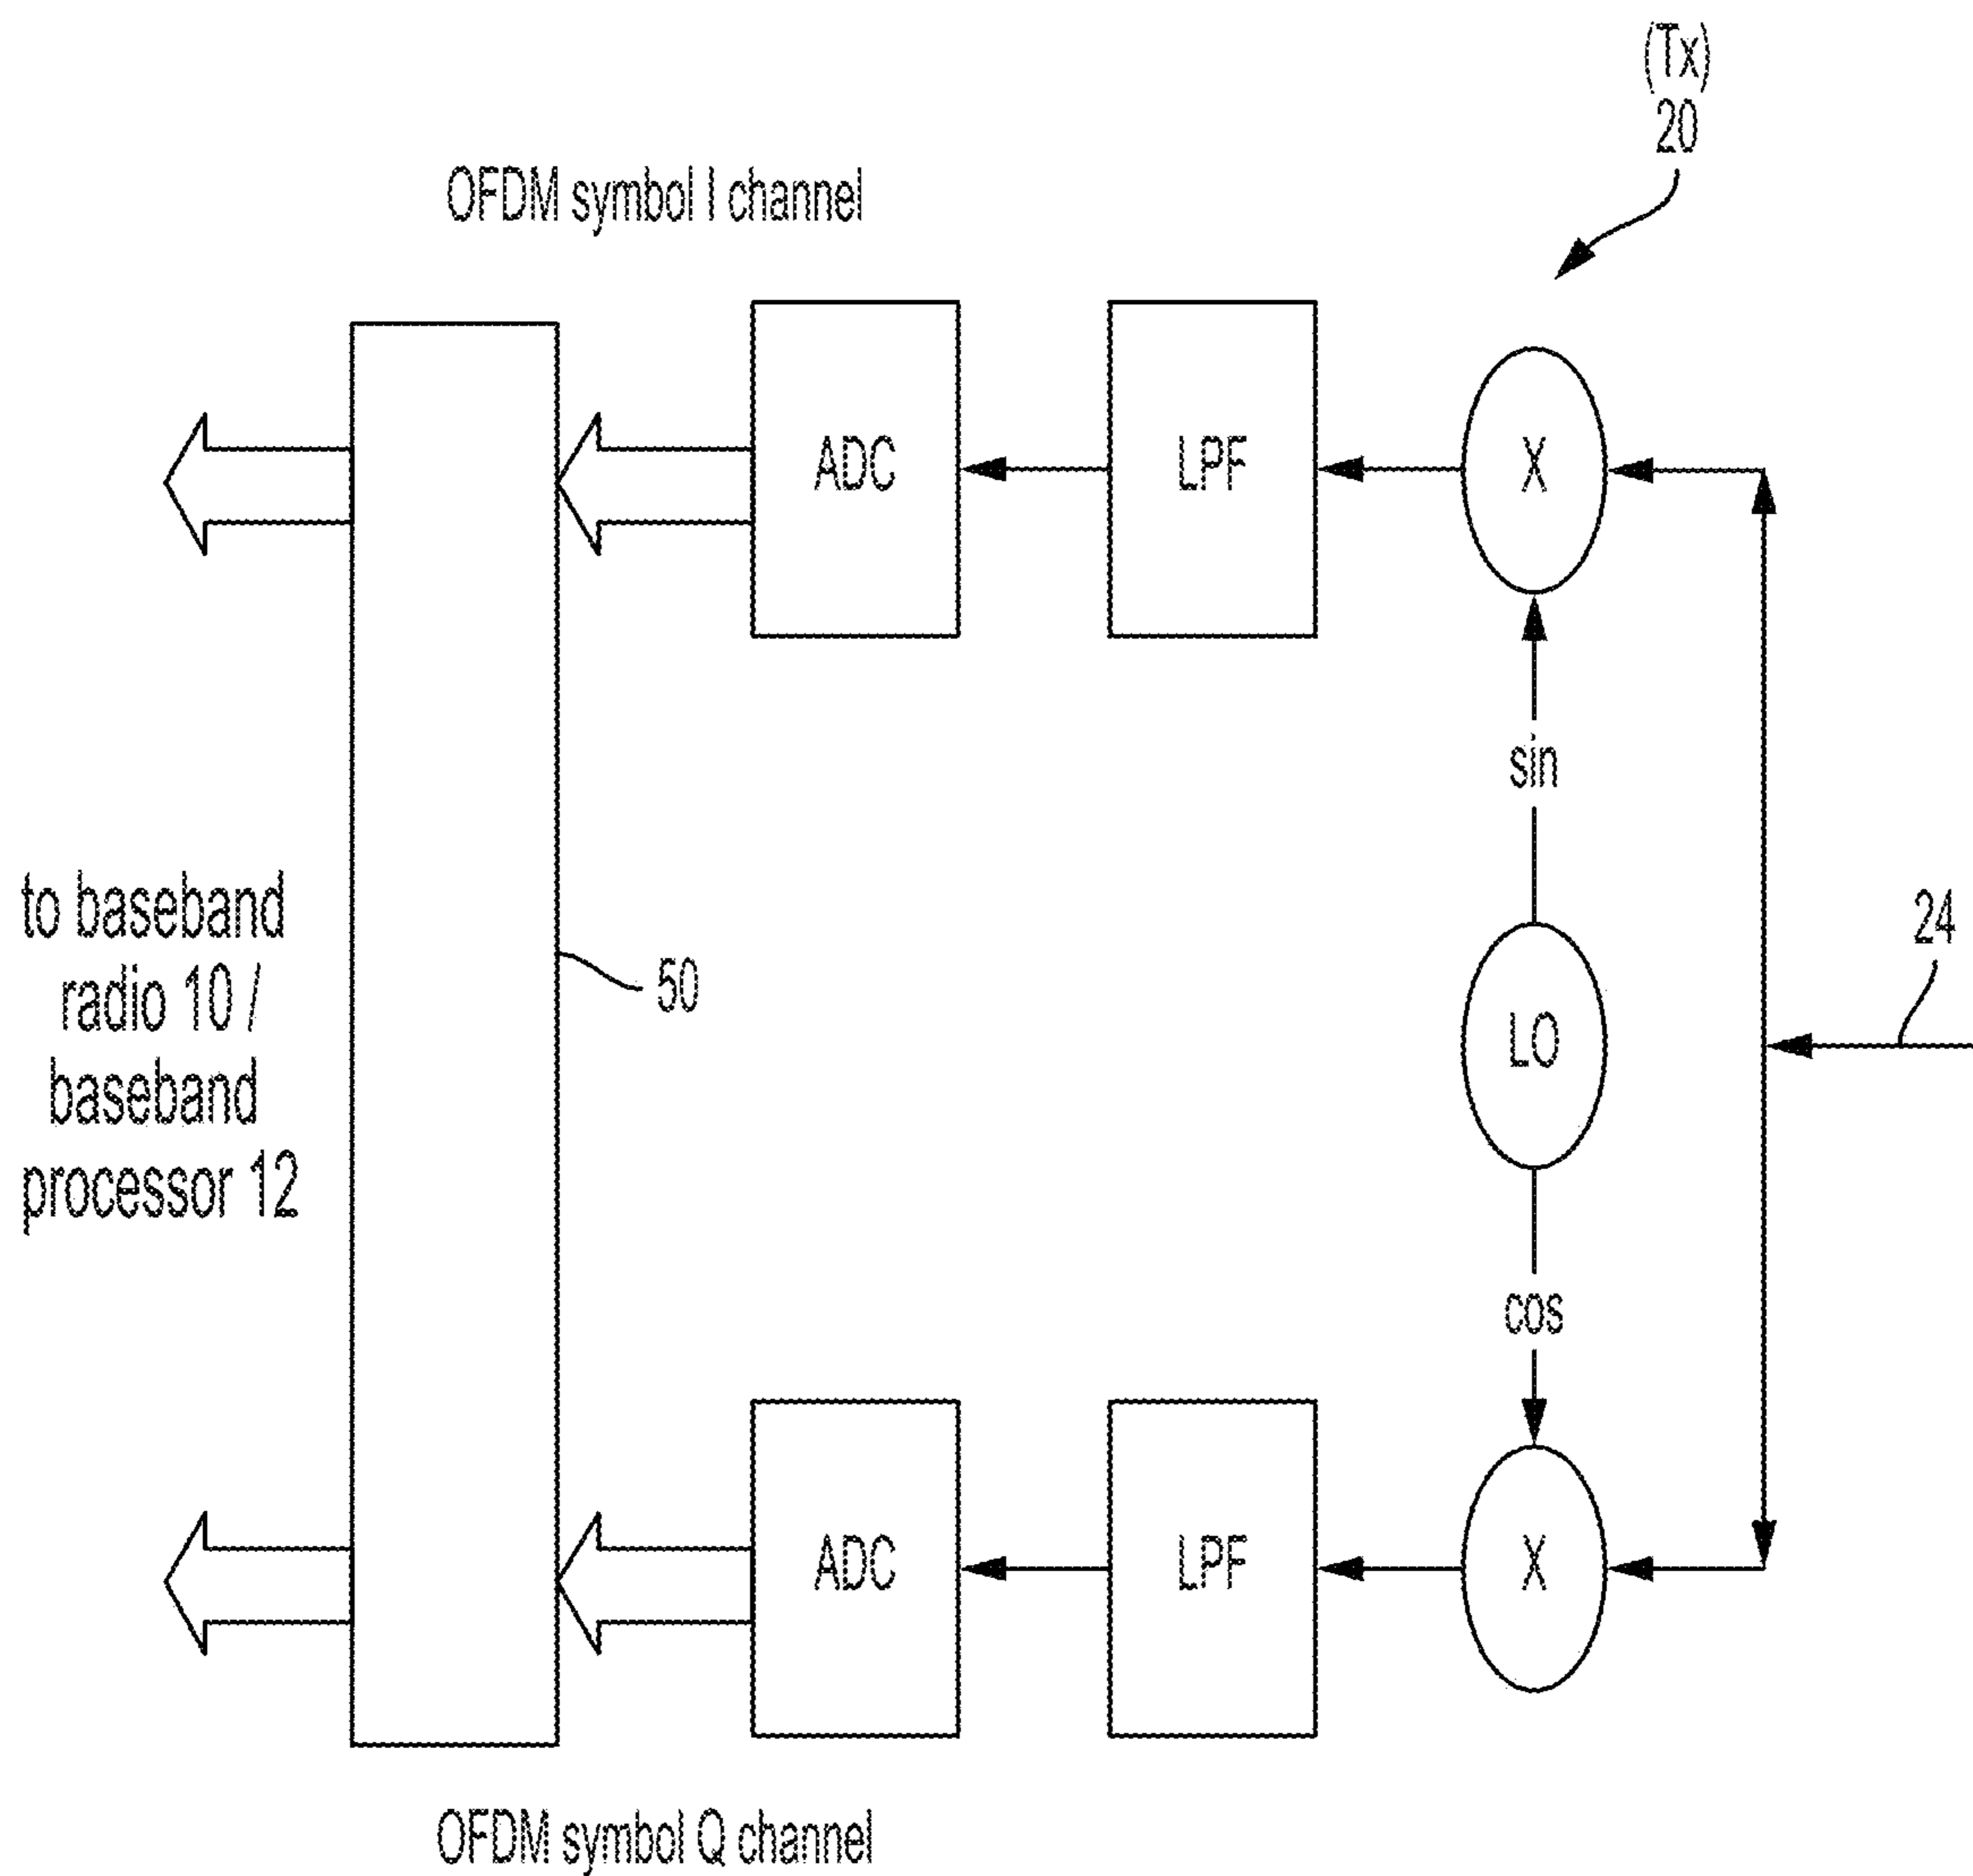 (Tx)
20
OFDM symbol I channel
ADC
LPF
X
sin
to baseband
radio 10 /
baseband
processor 12
50
LO
24
cos
ADC
LPF
X
OFDM symbol Q channel